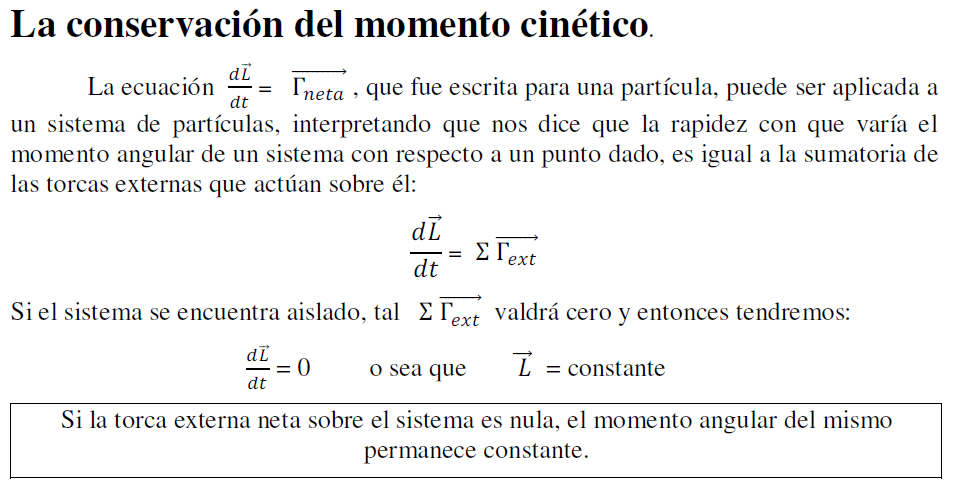 La conservación del momento cinético.
La ecuación $\frac{d\vec{L}}{dt} = \overrightarrow{\Gamma_{neta}}$ , que fue escrita para una partícula, puede ser aplicada a
un sistema de partículas, interpretando que nos dice que la rapidez con que varía el
momento angular de un sistema con respecto a un punto dado, es igual a la sumatoria de
las torcas externas que actúan sobre él:
$\frac{d\vec{L}}{dt} = \Sigma \overrightarrow{\Gamma_{ext}}$
Si el sistema se encuentra aislado, tal $\Sigma \overrightarrow{\Gamma_{ext}}$ valdrá cero y entonces tendremos:
$\frac{d\vec{L}}{dt} = 0$ o sea que $\vec{L}$ = constante
Si la torca externa neta sobre el sistema es nula, el momento angular del mismo
permanece constante.